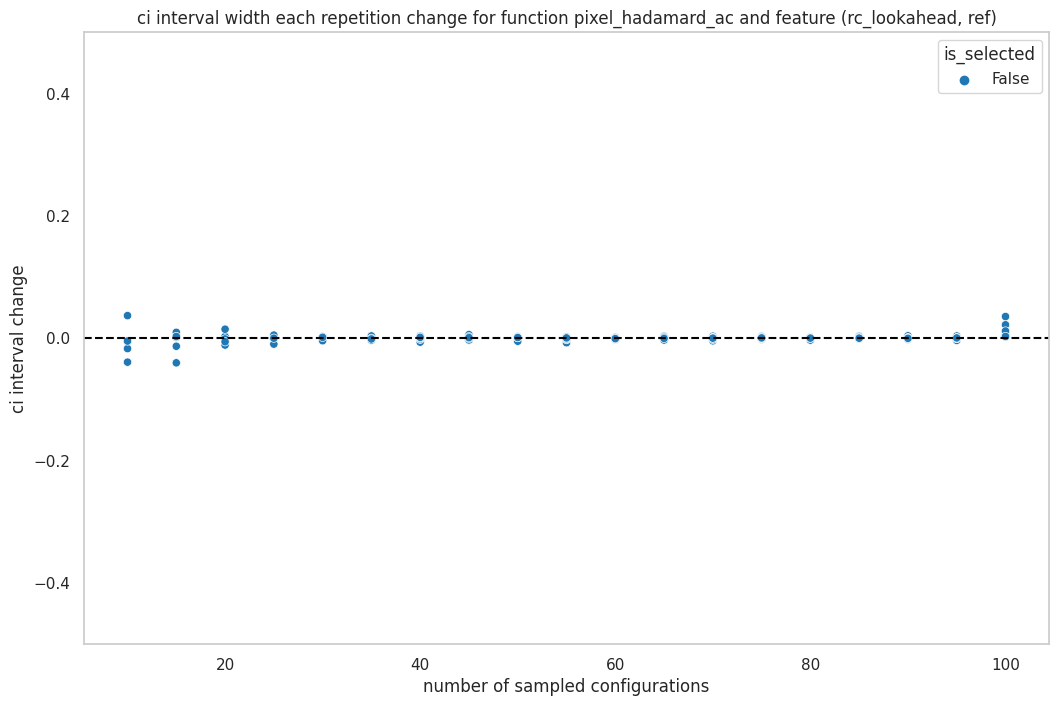 ci interval width each repetition change for function pixel_hadamard_ac and feature (rc_lookahead, ref)
is_selected
False
ci interval change
0.4
0.2
0.0
−0.2
−0.4
20 40 60 80 100
number of sampled configurations